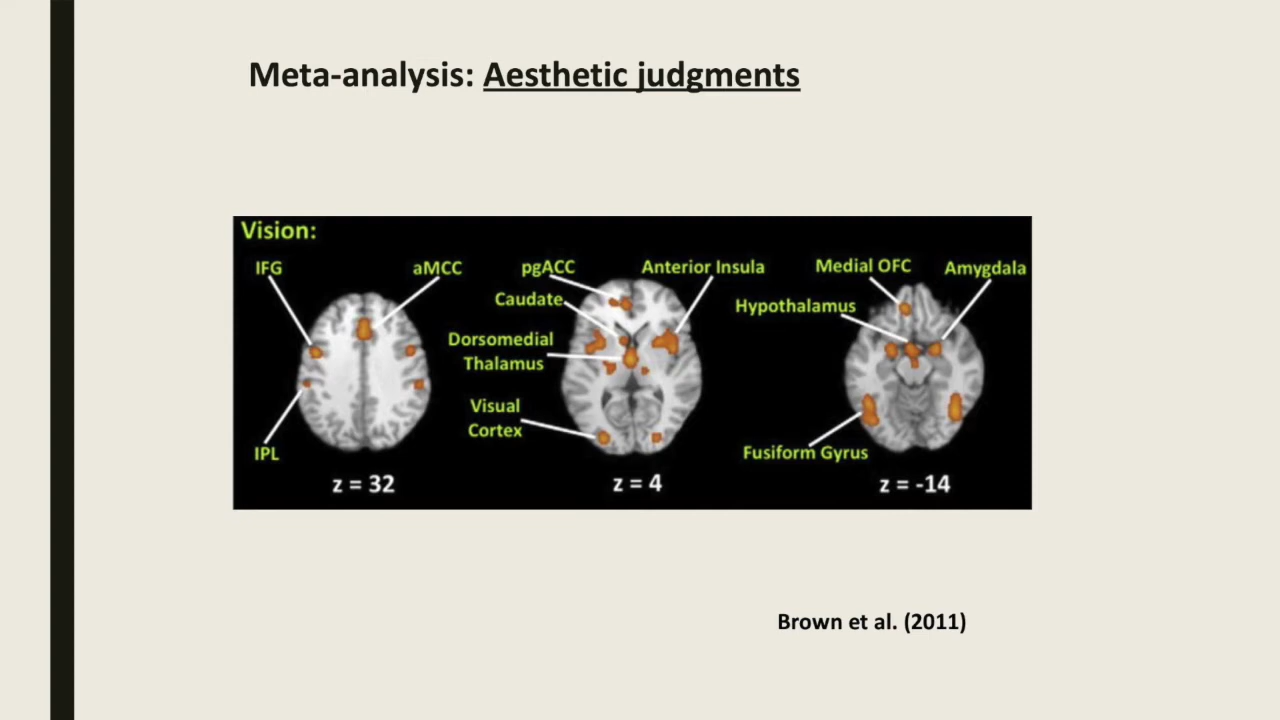 Meta-analysis: Aesthetic judgments
Vision:
IFG
aMCC
IPL
z = 32
pgACC
Anterior Insula
Caudate
Dorsomedial
Thalamus
Visual
Cortex
z = 4
Medial OFC
Amygdala
Hypothalamus
Fusiform Gyrus
z = -14
Brown et al. (2011)